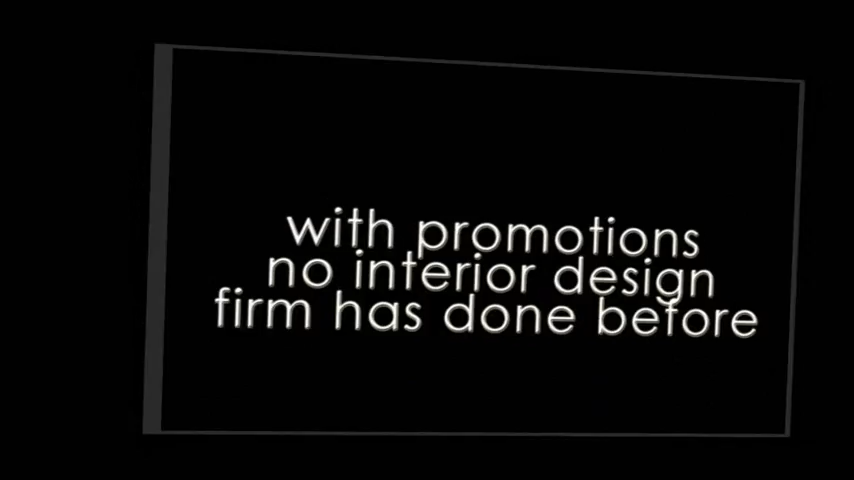 with promotions
no interior design
firm has done before